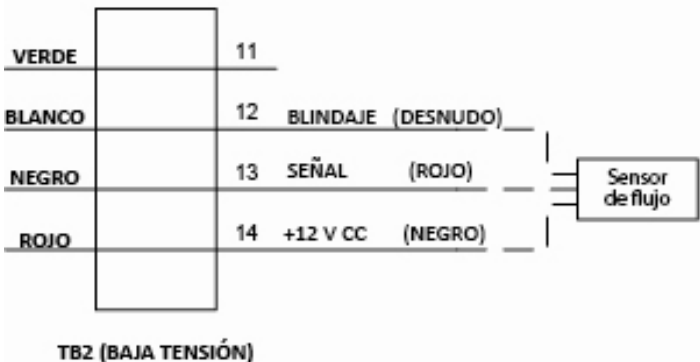 VERDE 11
BLANCO 12 BLINDAJE (DESNUDO)
NEGRO 13 SEÑAL (ROJO)
Sensor
de flujo
ROJO 14 +12 V CC (NEGRO)
TB2 (BAJA TENSIÓN)